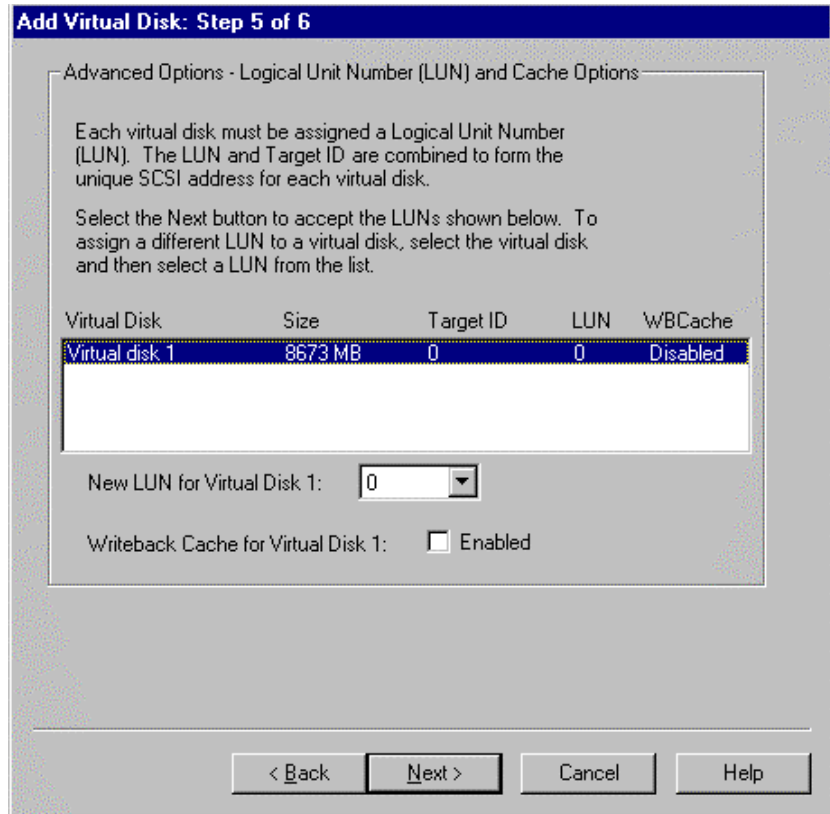 Add Virtual Disk: Step 5 of 6
Advanced Options - Logical Unit Number (LUN) and Cache Options
Each virtual disk must be assigned a Logical Unit Number
(LUN). The LUN and Target ID are combined to form the
unique SCSI address for each virtual disk.
Select the Next button to accept the LUNs shown below. To
assign a different LUN to a virtual disk, select the virtual disk
and then select a LUN from the list.
Virtual Disk Size Target ID LUN WBCache
Virtual disk 1 8673 MB 0 0 Disabled
New LUN for Virtual Disk 1: 0
Writeback Cache for Virtual Disk 1: Enabled
< Back Next > Cancel Help